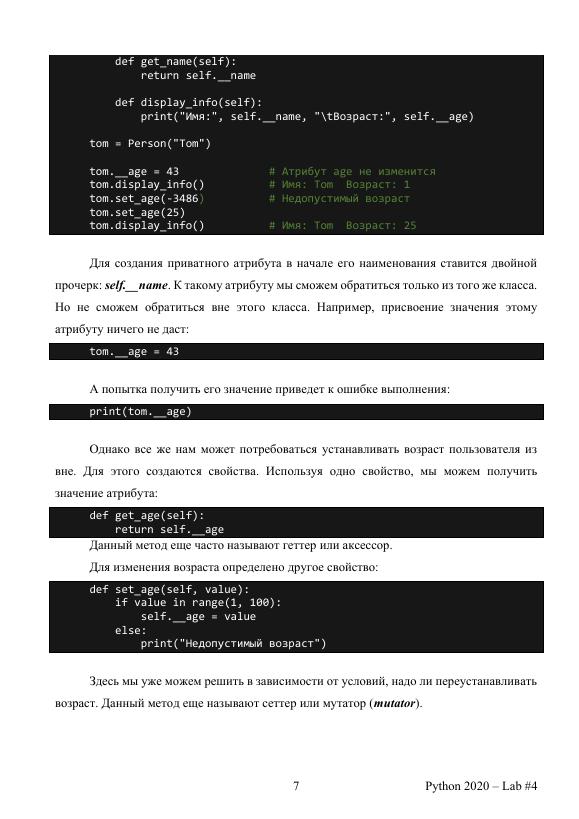 def get_name(self):
return self.__name
def display_info(self):
print("Имя:", self.__name, "\tВозраст:", self.__age)
tom = Person("Tom")
tom.__age = 43 # Атрибут age не изменится
tom.display_info() # Имя: Tom Возраст: 1
tom.set_age(-3486) # Недопустимый возраст
tom.set_age(25)
tom.display_info() # Имя: Tom Возраст: 25
Для создания приватного атрибута в начале его наименования ставится двойной
прочерк: self.__name. К такому атрибуту мы сможем обратиться только из того же класса.
Но не сможем обратиться вне этого класса. Например, присвоение значения этому
атрибуту ничего не даст:
tom.__age = 43
А попытка получить его значение приведет к ошибке выполнения:
print(tom.__age)
Однако все же нам может потребоваться устанавливать возраст пользователя из
вне. Для этого создаются свойства. Используя одно свойство, мы можем получить
значение атрибута:
def get_age(self):
return self.__age
Данный метод еще часто называют геттер или аксессор.
Для изменения возраста определено другое свойство:
def set_age(self, value):
if value in range(1, 100):
self.__age = value
else:
print("Недопустимый возраст")
Здесь мы уже можем решить в зависимости от условий, надо ли переустанавливать
возраст. Данный метод еще называют сеттер или мутатор (mutator).
7 Python 2020 – Lab #4